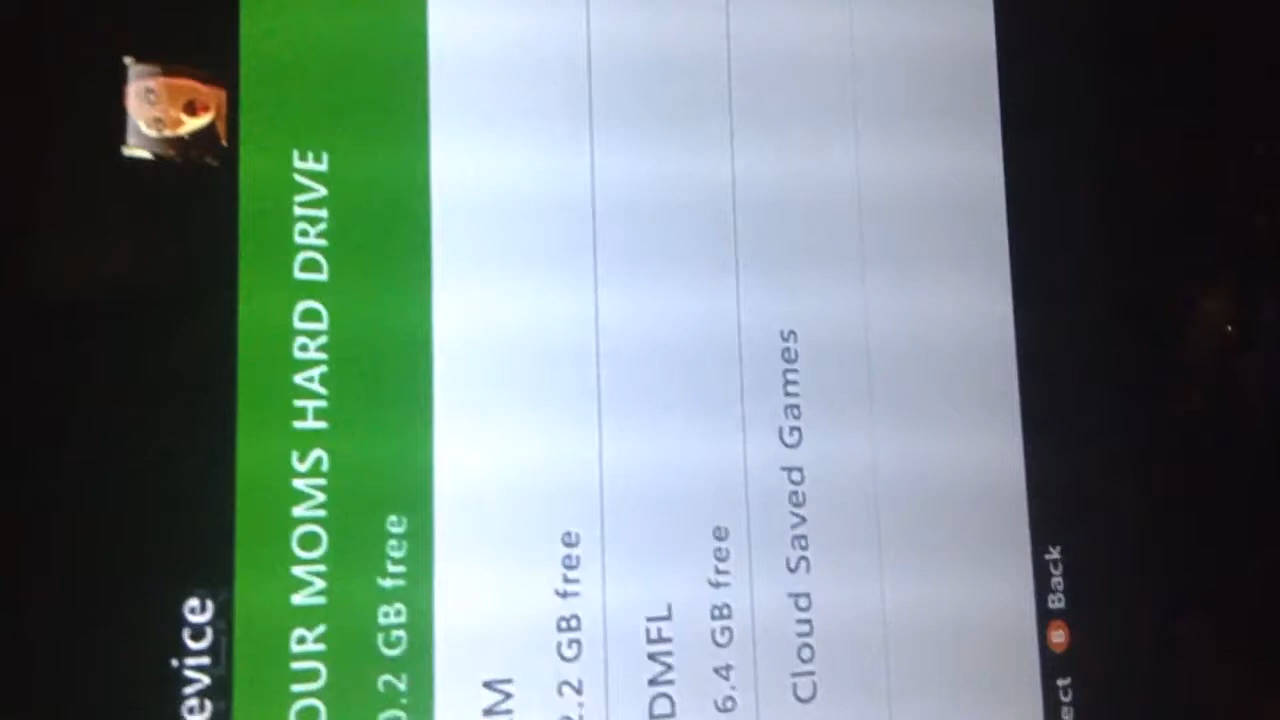 evice
OUR MOMS HARD DRIVE
0.2 GB free
M
2.2 GB free
DMFL
6.4 GB free
Cloud Saved Games
ect B Back